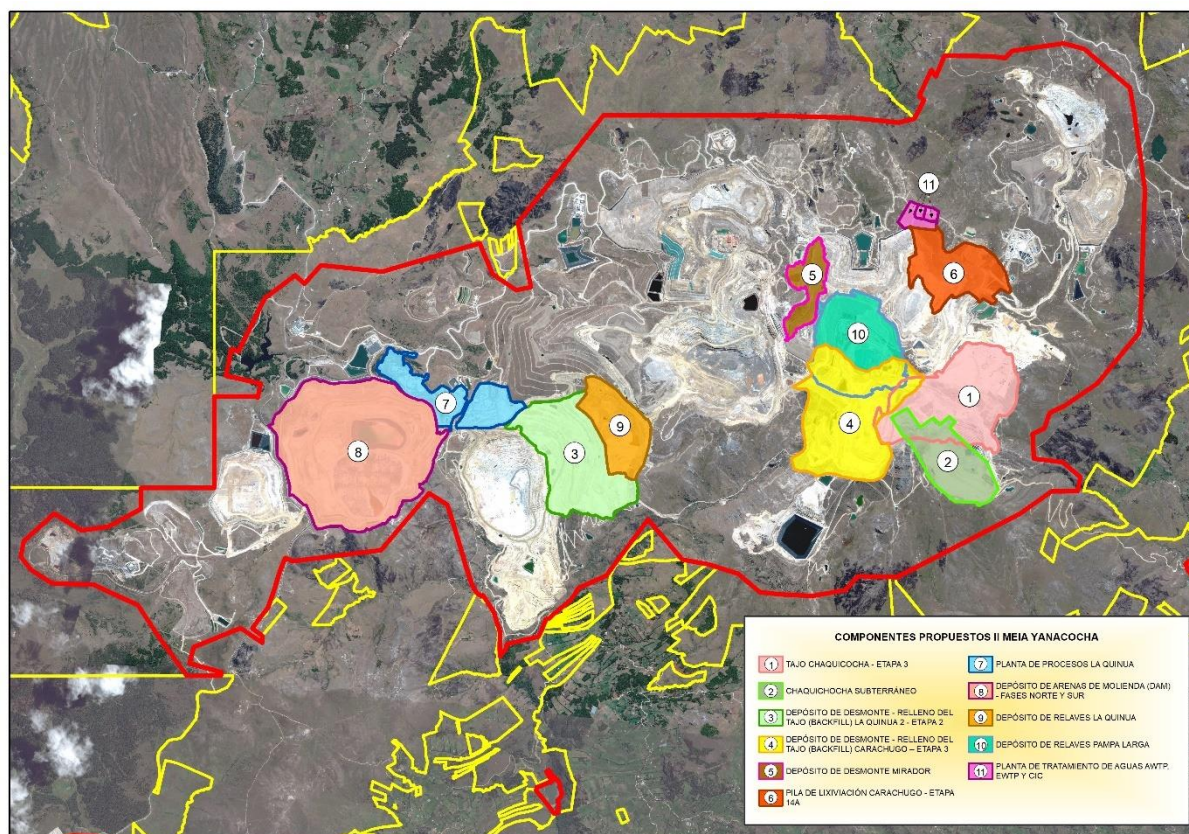 11
5
6
10
1
7
9
4
3
8
2
COMPONENTES PROPUESTOS II MEIA YANACOCHA
1 TAJO CHAQUICOCHA - ETAPA 3
2 CHAQUICHOCHA SUBTERRÁNEO
3 DEPÓSITO DE DESMONTE - RELLENO DEL
TAJO (BACKFILL) LA QUINUA 2 - ETAPA 2
4 DEPÓSITO DE DESMONTE - RELLENO DEL
TAJO (BACKFILL) CARACHUGO – ETAPA 3
5 DEPÓSITO DE DESMONTE MIRADOR
6 PILA DE LIXIVIACIÓN CARACHUGO - ETAPA
14A
7 PLANTA DE PROCESOS LA QUINUA
8 DEPÓSITO DE ARENAS DE MOLIENDA (DAM)
- FASES NORTE Y SUR
9 DEPÓSITO DE RELAVES LA QUINUA
10 DEPÓSITO DE RELAVES PAMPA LARGA
11 PLANTA DE TRATAMIENTO DE AGUAS AWTP,
EWTP Y CIC